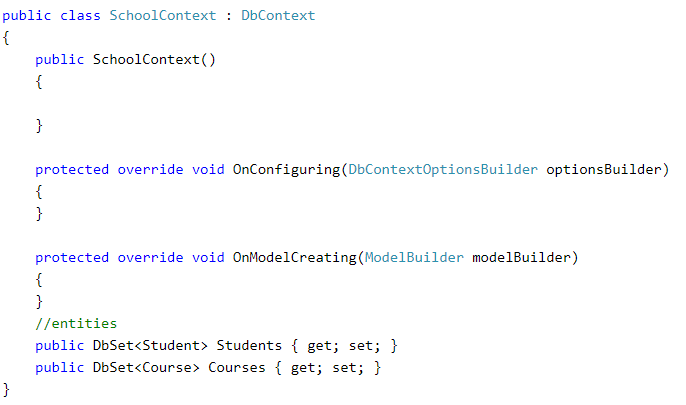 public class SchoolContext : DbContext
{
    public SchoolContext()
    {

    }

    protected override void OnConfiguring(DbContextOptionsBuilder optionsBuilder)
    {
    }

    protected override void OnModelCreating(ModelBuilder modelBuilder)
    {
    }
    //entities
    public DbSet<Student> Students { get; set; }
    public DbSet<Course> Courses { get; set; }
}